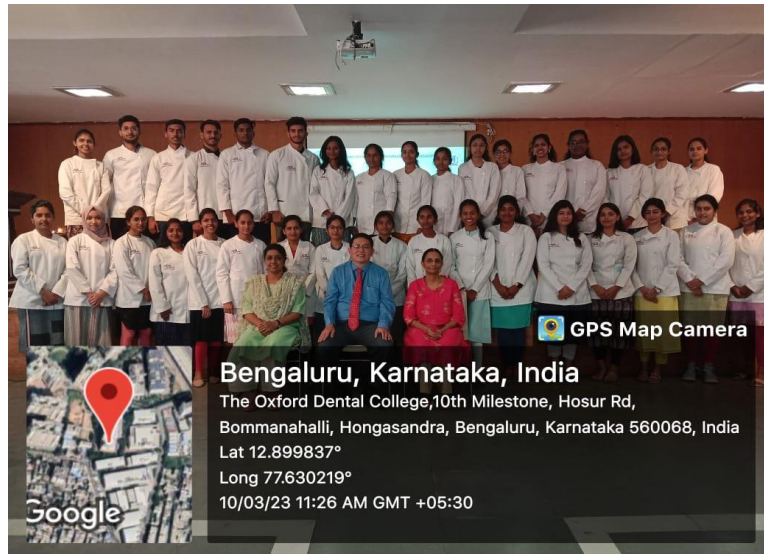 GPS Map Camera
Bengaluru, Karnataka, India
The Oxford Dental College,10th Milestone, Hosur Rd,
Bommanahalli, Hongasandra, Bengaluru, Karnataka 560068, India
Lat 12.899837°
Long 77.630219°
10/03/23 11:26 AM GMT +05:30
Google